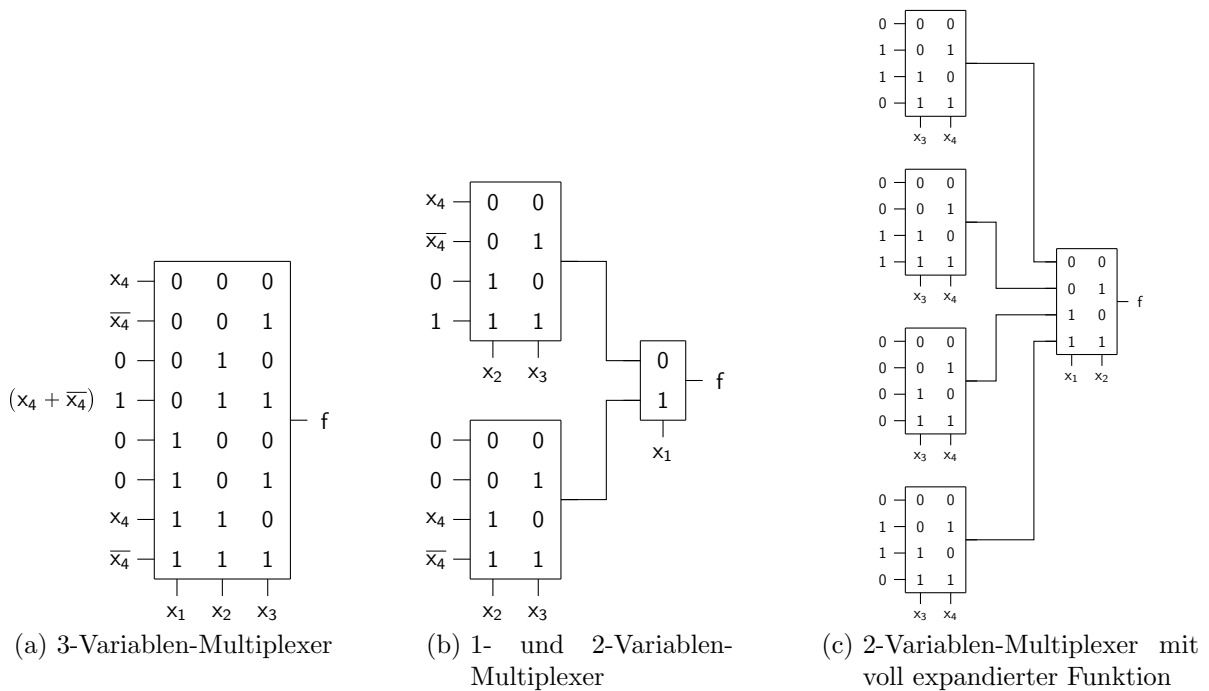 x₄ 0 0 0
x̅₄ 0 0 1
0 0 1 0
(x₄ + x̅₄) 1 0 1 1
0 1 0 0
0 1 0 1
x₄ 1 1 0
x̅₄ 1 1 1
f
x₁ x₂ x₃
(a) 3-Variablen-Multiplexer
x₄ 0 0
x̅₄ 0 1
0 1 0
1 1 1
x₂ x₃
0 0 0
0 0 1
x₄ 1 0
x̅₄ 1 1
x₂ x₃
0
1
f
x₁
(b) 1- und 2-Variablen-
Multiplexer
0 0 0
1 0 1
1 1 0
0 1 1
x₃ x₄
0 0 0
0 0 1
1 1 0
1 1 1
x₃ x₄
0 0 0
0 0 1
0 1 0
0 1 1
x₃ x₄
0 0 0
1 0 1
1 1 0
0 1 1
x₃ x₄
0 0
0 1
1 0
1 1
f
x₁ x₂
(c) 2-Variablen-Multiplexer mit
voll expandierter Funktion